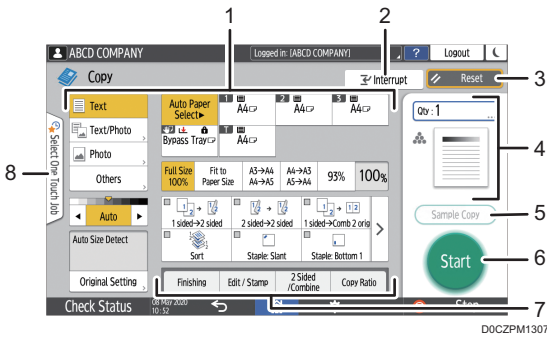 1
2
ABCD COMPANY
Logged in: [ABCD COMPANY]
?
Logout
Copy
Interrupt
Reset
3
Text
Text/Photo
Photo
Others
Auto
Auto Size Detect
Original Setting
Select One Touch Job
8
Auto Paper
Select►
1
A4
2
A4
3
A4
Bypass Tray
T
A4
Full Size
100%
Fit to
Paper Size
A3→A4
A4→A5
A4→A3
A5→A4
93%
100%
1 sided→2 sided
2 sided→2 sided
1 sided→Comb 2 orig
Sort
Staple: Slant
Staple: Bottom 1
Finishing
Edit / Stamp
2 Sided
/Combine
Copy Ratio
Qty : 1
...
4
Sample Copy
5
Start
6
Check Status
08 May 2020
10:52
Stop
7
D0CZPM1307